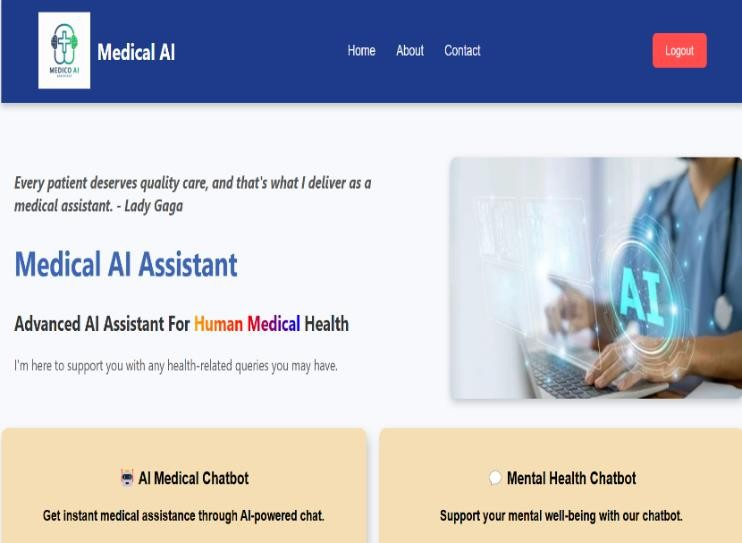 MEDICO AI
Medical AI
Home About Contact
Logout
Every patient deserves quality care, and that's what I deliver as a
medical assistant. - Lady Gaga
Medical AI Assistant
Advanced AI Assistant For Human Medical Health
I'm here to support you with any health-related queries you may have.
AI
AI Medical Chatbot
Get instant medical assistance through AI-powered chat.
Mental Health Chatbot
Support your mental well-being with our chatbot.